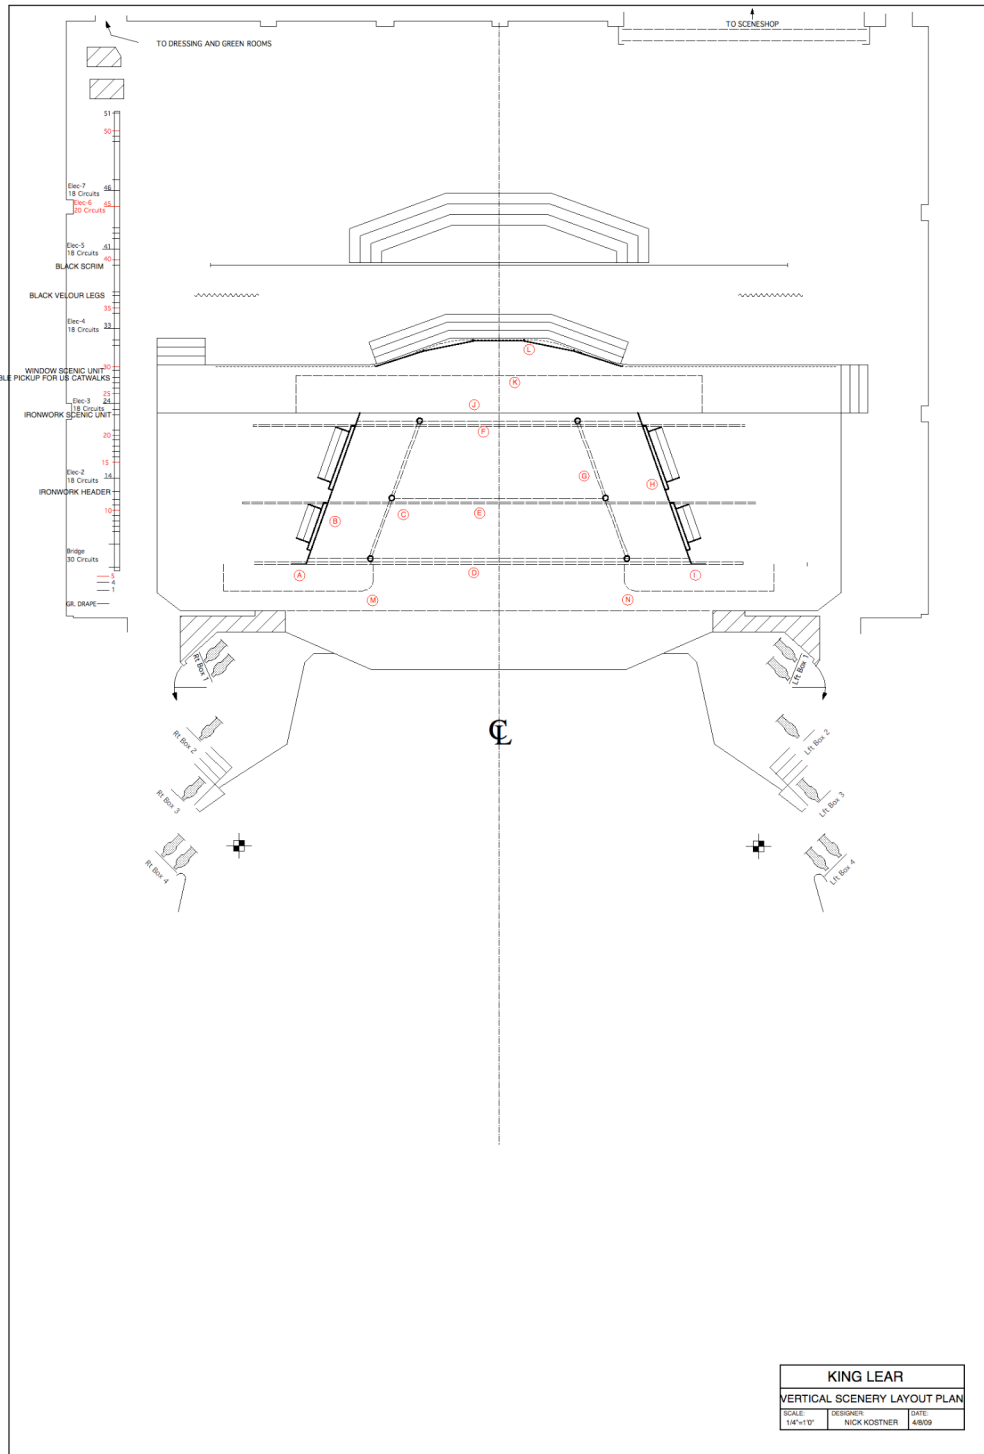 TO SCENESHOP
TO DRESSING AND GREEN ROOMS
51
50
Elec-7
18 Circuits
46
Elec-6
20 Circuits
45
Elec-5
18 Circuits
41
40
BLACK SCRIM
BLACK VELOUR LEGS
35
Elec-4
18 Circuits
33
L
30
WINDOW SCENIC UNIT
PICKUP FOR US CATWALKS
K
25
Elec-3
18 Circuits
24
J
IRONWORK SCENIC UNIT
F
20
15
Elec-2
18 Circuits
14
G
H
IRONWORK HEADER
10
B
C
E
Bridge
30 Circuits
A
D
I
5
4
1
M
N
GR. DRAPE
Rt Box 1
Lft Box 1
CL
Rt Box 2
Lft Box 2
Rt Box 3
Lft Box 3
Rt Box 4
Lft Box 4
KING LEAR
VERTICAL SCENERY LAYOUT PLAN
SCALE:
1/4"=1'0"
DESIGNER:
NICK KOSTNER
DATE:
4/8/09